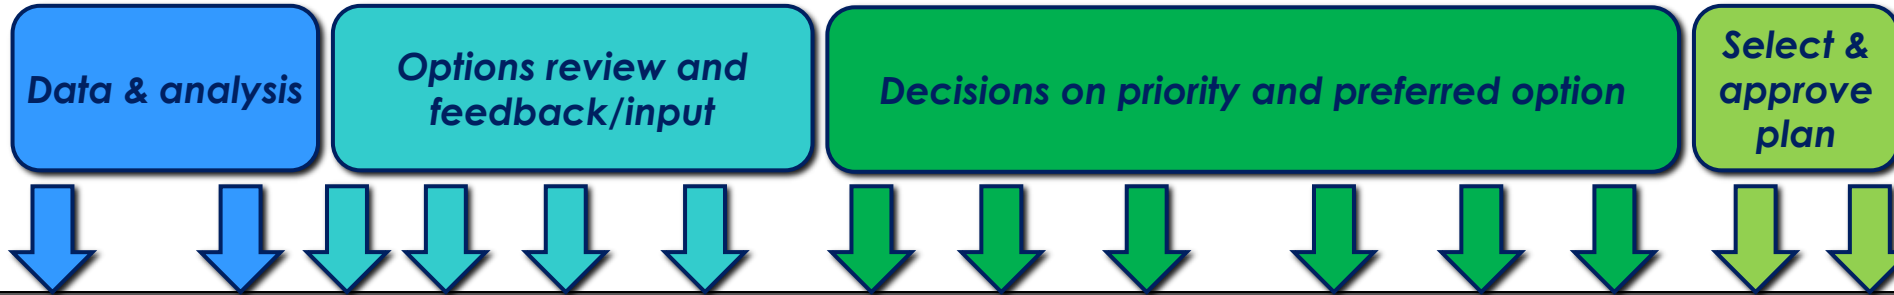 Data & analysis
Options review and
feedback/input
Decisions on priority and preferred option
Select &
approve
plan